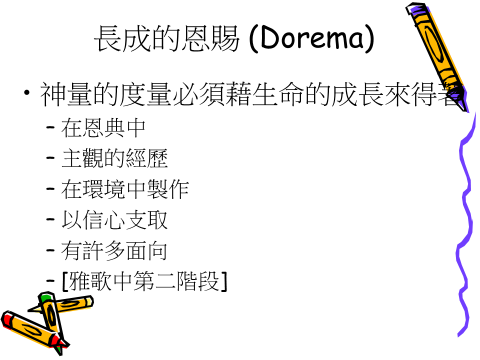 長成的恩賜 (Dorema)
• 神量的度量必須藉生命的成長來得著
– 在恩典中
– 主觀的經歷
– 在環境中製作
– 以信心支取
– 有許多面向
– [雅歌中第二階段]